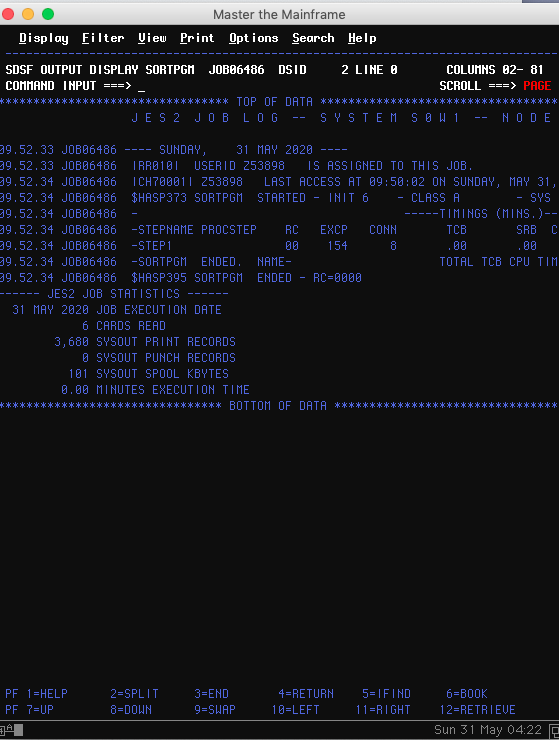 Master the Mainframe
Display Filter View Print Options Search Help
--------------------------------------------------------------------------------
SDSF OUTPUT DISPLAY SORTPGM JOB06486 DSID 2 LINE 0 COLUMNS 02- 81
COMMAND INPUT ===> _ SCROLL ===> PAGE
******************************** TOP OF DATA ***********************************
J E S 2 J O B L O G -- S Y S T E M S 0 W 1 -- N O D E
09.52.33 JOB06486 ---- SUNDAY, 31 MAY 2020 ----
09.52.33 JOB06486 IRR010I USERID Z53898 IS ASSIGNED TO THIS JOB.
09.52.34 JOB06486 ICH70001I Z53898 LAST ACCESS AT 09:50:02 ON SUNDAY, MAY 31,
09.52.34 JOB06486 $HASP373 SORTPGM STARTED - INIT 6 - CLASS A - SYS
09.52.34 JOB06486 - -----TIMINGS (MINS.)--
09.52.34 JOB06486 -STEPNAME PROCSTEP RC EXCP CONN TCB SRB C
09.52.34 JOB06486 -STEP1 00 154 8 .00 .00
09.52.34 JOB06486 -SORTPGM ENDED. NAME- TOTAL TCB CPU TIM
09.52.34 JOB06486 $HASP395 SORTPGM ENDED - RC=0000
------ JES2 JOB STATISTICS ------
31 MAY 2020 JOB EXECUTION DATE
6 CARDS READ
3,680 SYSOUT PRINT RECORDS
0 SYSOUT PUNCH RECORDS
101 SYSOUT SPOOL KBYTES
0.00 MINUTES EXECUTION TIME
******************************** BOTTOM OF DATA ********************************
PF 1=HELP 2=SPLIT 3=END 4=RETURN 5=IFIND 6=BOOK
PF 7=UP 8=DOWN 9=SWAP 10=LEFT 11=RIGHT 12=RETRIEVE
A Sun 31 May 04:22